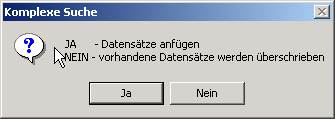 Komplexe Suche
JA - Datensätze anfügen
NEIN - vorhandene Datensätze werden überschrieben
Ja Nein